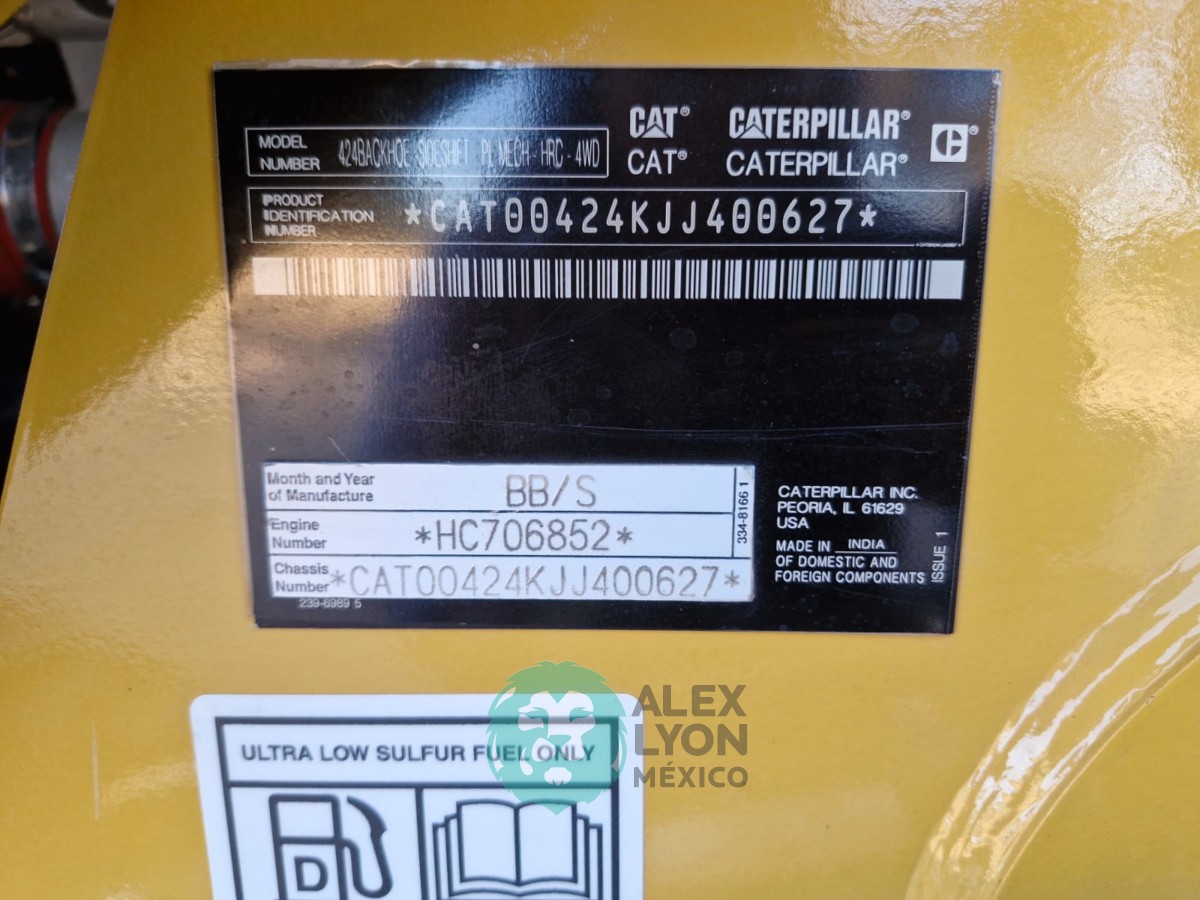 MODEL
NUMBER
424BACKHOE SIDESHFT PL MECH - HRC - 4WD
CAT® CATERPILLAR®
CAT® CATERPILLAR®
PRODUCT
IDENTIFICATION
NUMBER
*CAT00424KJJ400627*
Month and Year
of Manufacture
BB/S
Engine
Number
*HC706852*
Chassis
Number
*CAT00424KJJ400627*
334-8166 1
239-6989 5
CATERPILLAR INC.
PEORIA, IL 61629
USA
MADE IN INDIA
OF DOMESTIC AND
FOREIGN COMPONENTS
ISSUE 1
ALEX
LYON
MÉXICO
ULTRA LOW SULFUR FUEL ONLY
D